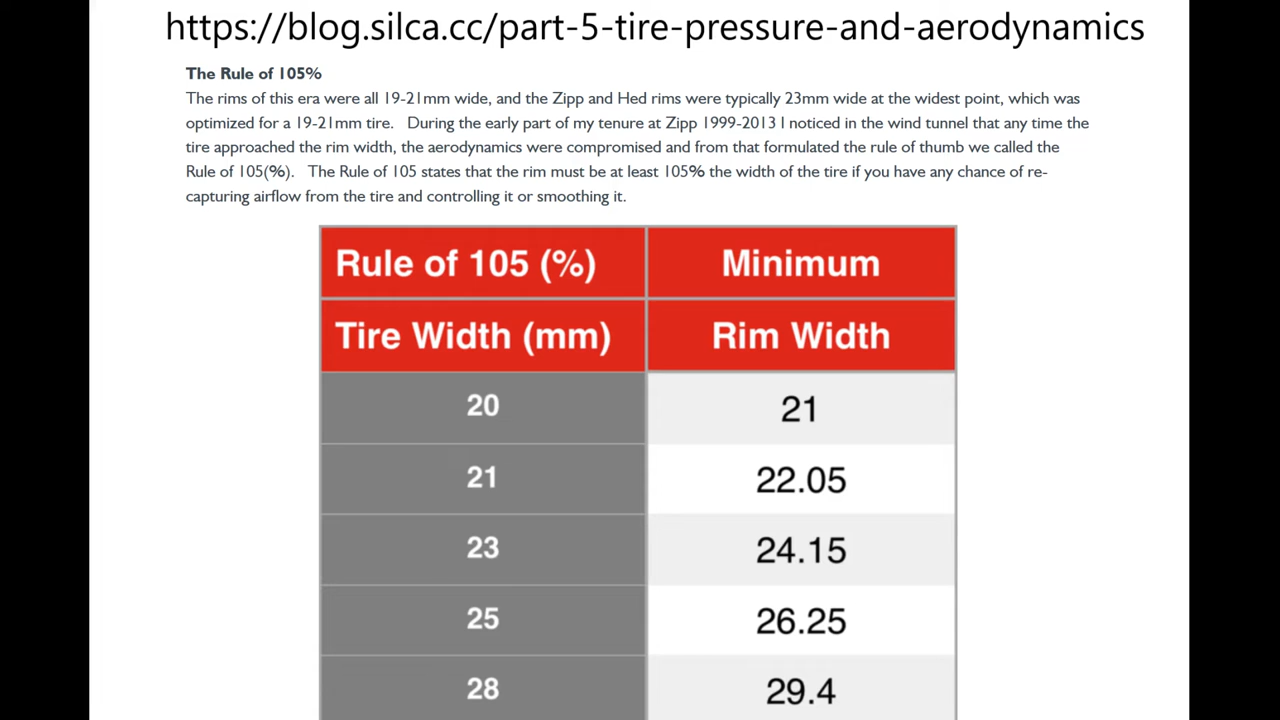 https://blog.silca.cc/part-5-tire-pressure-and-aerodynamics
The Rule of 105%
The rims of this era were all 19-21mm wide, and the Zipp and Hed rims were typically 23mm wide at the widest point, which was
optimized for a 19-21mm tire. During the early part of my tenure at Zipp 1999-2013 I noticed in the wind tunnel that any time the
tire approached the rim width, the aerodynamics were compromised and from that formulated the rule of thumb we called the
Rule of 105(%). The Rule of 105 states that the rim must be at least 105% the width of the tire if you have any chance of re-
capturing airflow from the tire and controlling it or smoothing it.
Rule of 105 (%) Minimum
Tire Width (mm) Rim Width
20 21
21 22.05
23 24.15
25 26.25
28 29.4